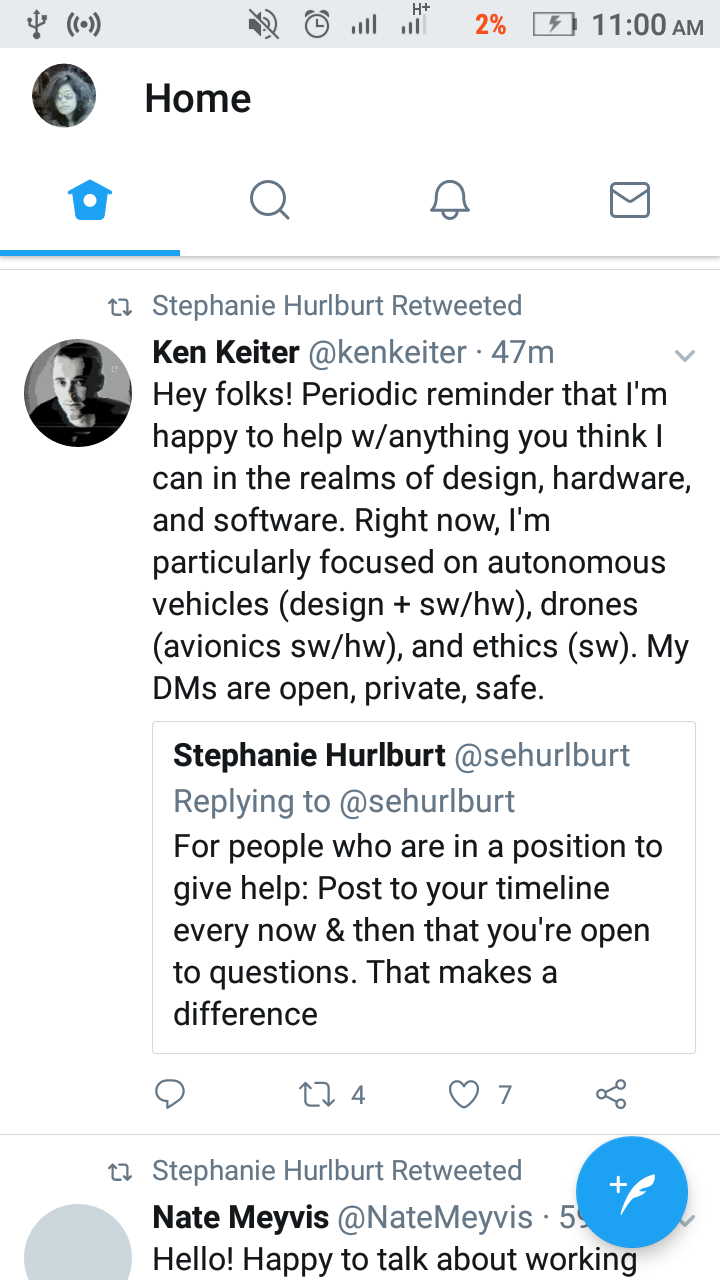 H+
2% 11:00 AM
Home
Stephanie Hurlburt Retweeted
Ken Keiter @kenkeiter · 47m
Hey folks! Periodic reminder that I'm
happy to help w/anything you think I
can in the realms of design, hardware,
and software. Right now, I'm
particularly focused on autonomous
vehicles (design + sw/hw), drones
(avionics sw/hw), and ethics (sw). My
DMs are open, private, safe.
Stephanie Hurlburt @sehurlburt
Replying to @sehurlburt
For people who are in a position to
give help: Post to your timeline
every now & then that you're open
to questions. That makes a
difference
4 7
Stephanie Hurlburt Retweeted
Nate Meyvis @NateMeyvis ·
Hello! Happy to talk about working